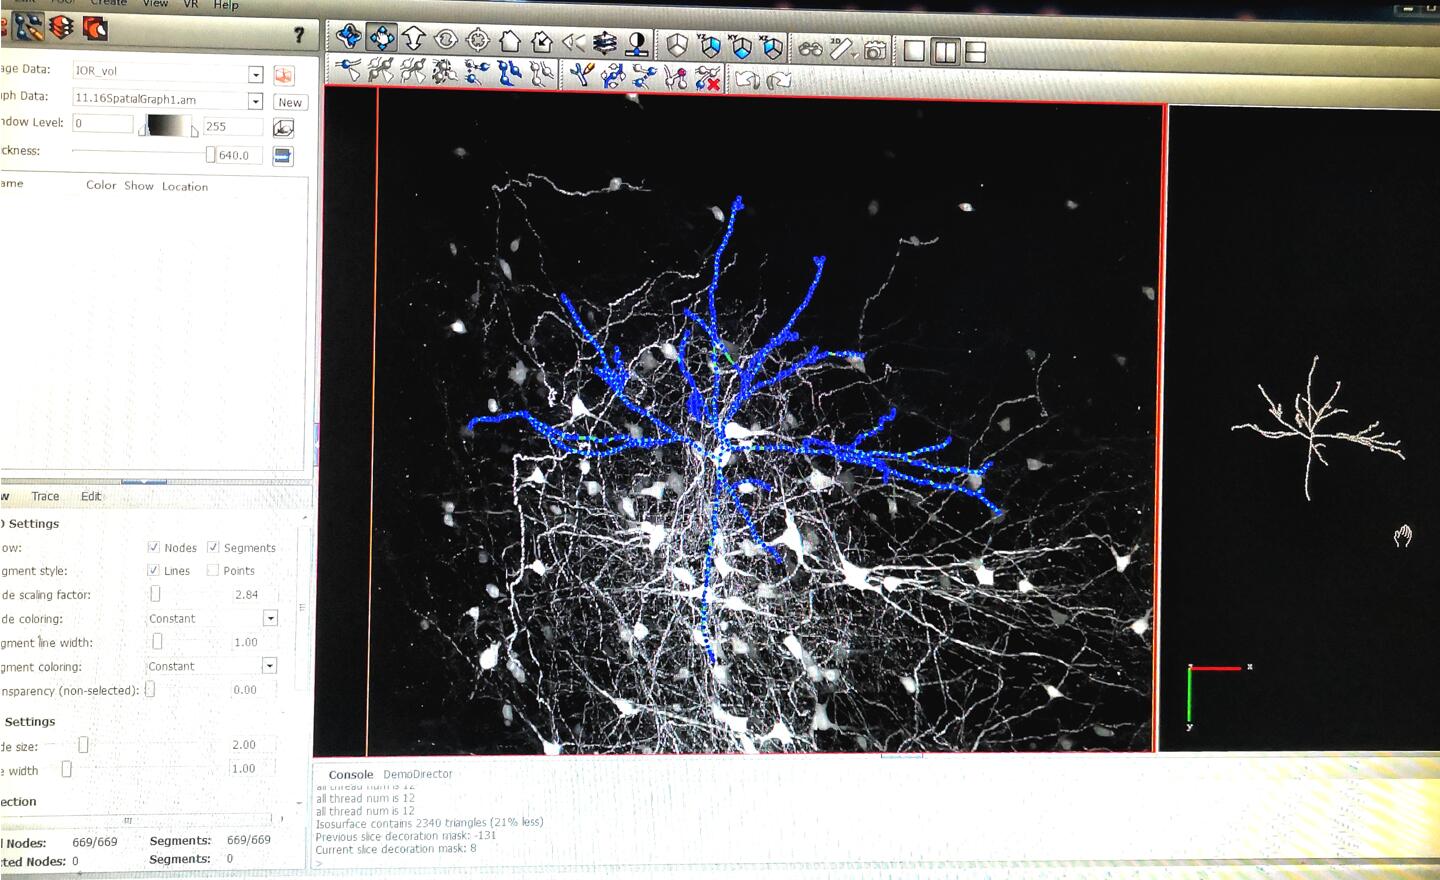 Create View VR Help
?
age Data: IOR_vol
ph Data: 11.16SpatialGraph1.am New
ndow Level: 0 255
ckness: 640.0
ame Color Show Location
w Trace Edit
Settings
ow: Nodes Segments
gment style: Lines Points
de scaling factor: 2.84
de coloring: Constant
gment line width: 1.00
gment coloring: Constant
nsparency (non-selected): 0.00
Settings
de size: 2.00
e width 1.00
ection
l Nodes: 669/669 Segments: 669/669
cted Nodes: 0 Segments: 0
YZ XY XZ
2D
x
y
Console DemoDirector
all thread num is 12
all thread num is 12
all thread num is 12
Isosurface contains 2340 triangles (21% less)
Previous slice decoration mask: -131
Current slice decoration mask: 8
>